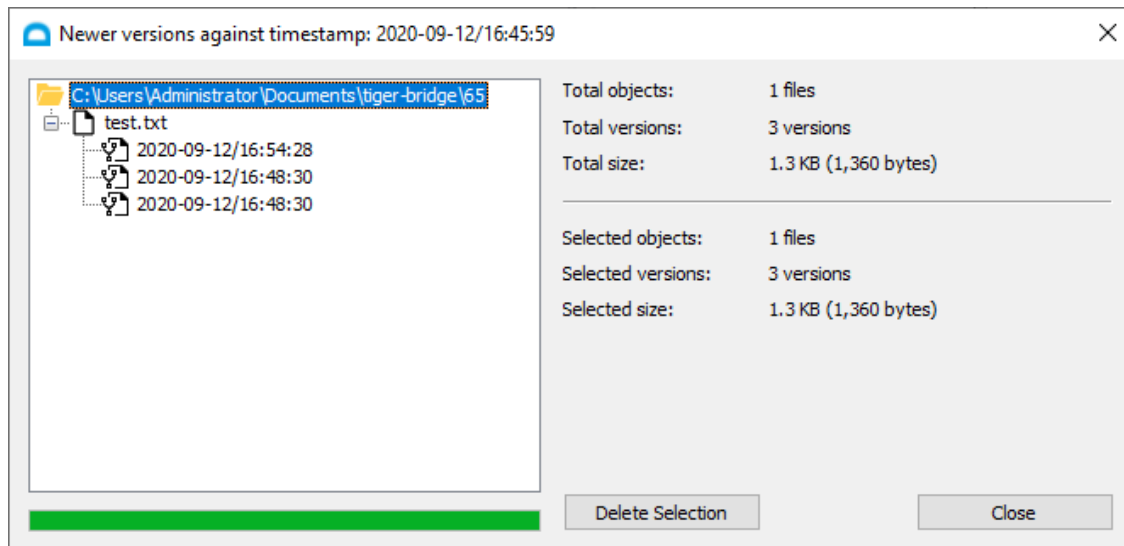 Newer versions against timestamp: 2020-09-12/16:45:59
C:\Users\Administrator\Documents\tiger-bridge\65
test.txt
2020-09-12/16:54:28
2020-09-12/16:48:30
2020-09-12/16:48:30
Total objects: 1 files
Total versions: 3 versions
Total size: 1.3 KB (1,360 bytes)
Selected objects: 1 files
Selected versions: 3 versions
Selected size: 1.3 KB (1,360 bytes)
Delete Selection Close